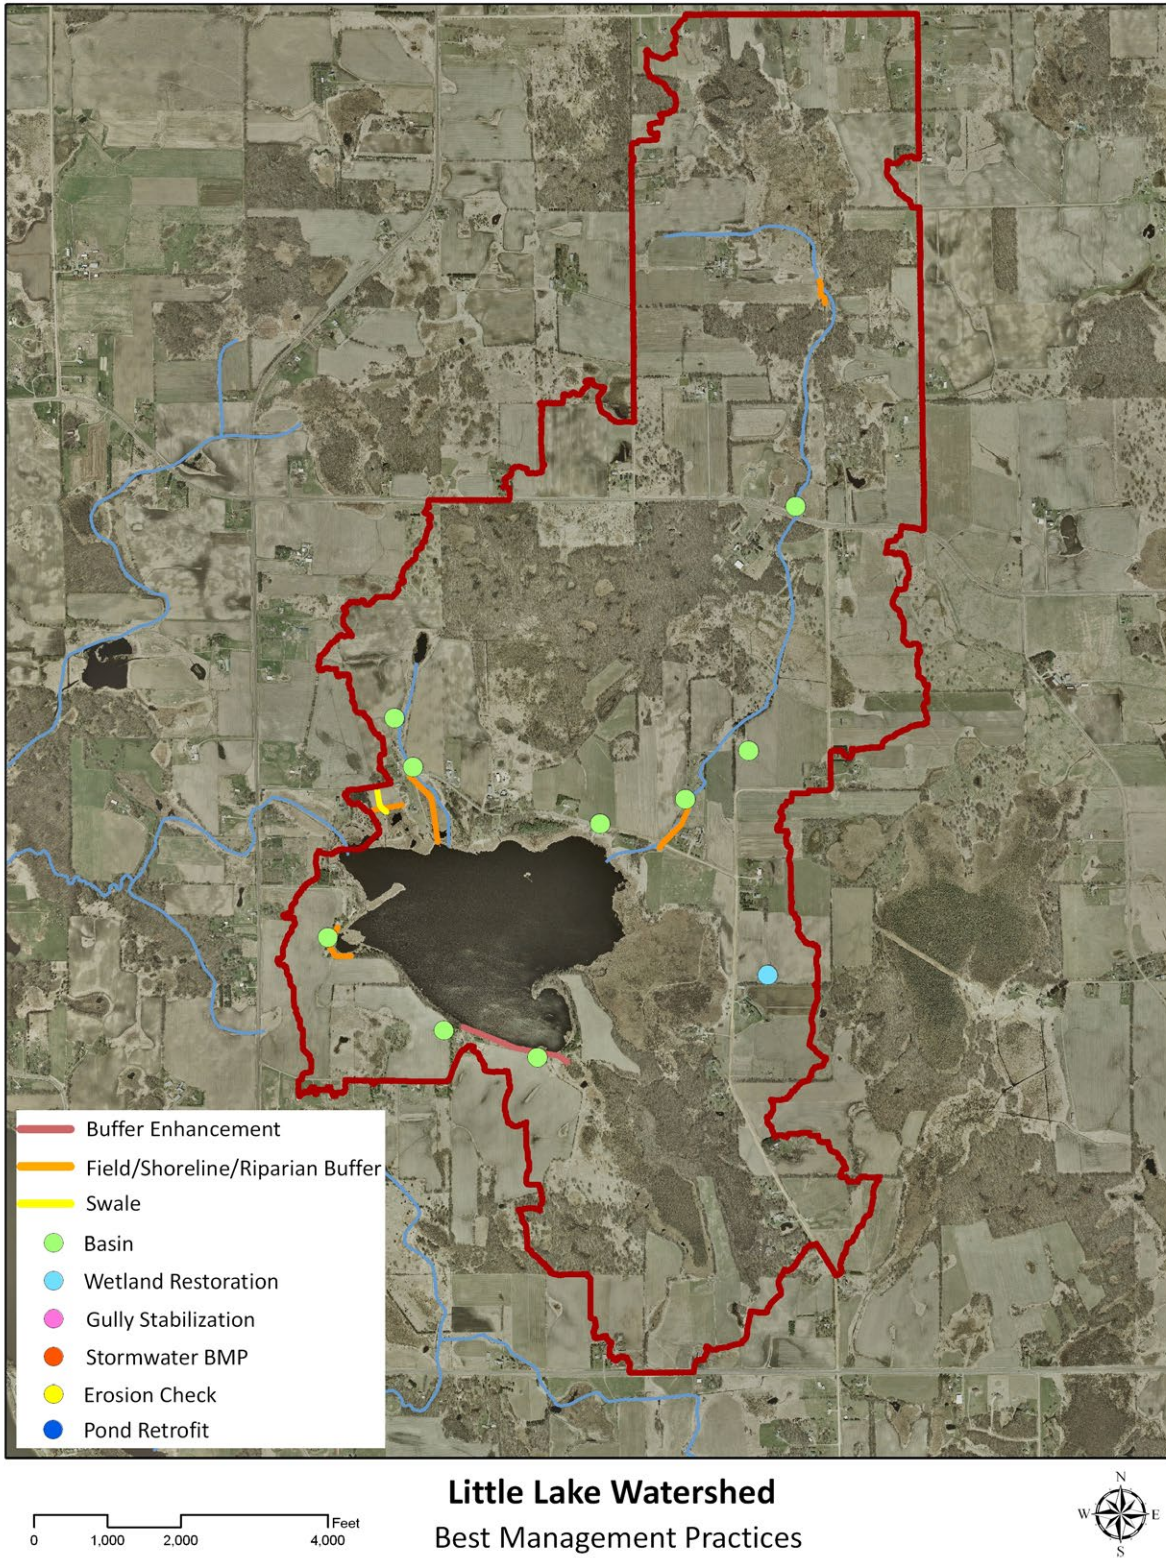 Buffer Enhancement
Field/Shoreline/Riparian Buffer
Swale
Basin
Wetland Restoration
Gully Stabilization
Stormwater BMP
Erosion Check
Pond Retrofit
Little Lake Watershed
Best Management Practices
Feet
0 1,000 2,000 4,000
N
W E
S